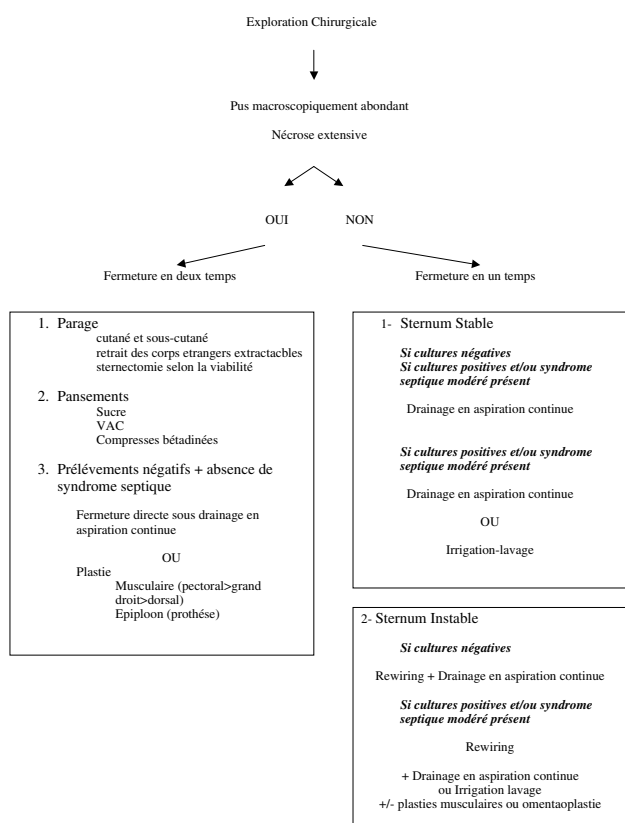 Exploration Chirurgicale
Pus macroscopiquement abondant
Nécrose extensive
OUI
NON
Fermeture en deux temps
Fermeture en un temps
1. Parage
cutané et sous-cutané
retrait des corps etrangers extractacbles
sternectomie selon la viabilité
2. Pansements
Sucre
VAC
Compresses bétadinées
3. Prélévements négatifs + absence de
syndrome septique
Fermeture directe sous drainage en
aspiration continue
OU
Plastie
Musculaire (pectoral>grand
droit>dorsal)
Epiploon (prothése)
1- Sternum Stable
Si cultures négatives
Si cultures positives et/ou syndrome
septique modéré présent
Drainage en aspiration continue
Si cultures positives et/ou syndrome
septique modéré présent
Drainage en aspiration continue
OU
Irrigation-lavage
2- Sternum Instable
Si cultures négatives
Rewiring + Drainage en aspiration continue
Si cultures positives et/ou syndrome
septique modéré présent
Rewiring
+ Drainage en aspiration continue
ou Irrigation lavage
+/- plasties musculaires ou omentaoplastie